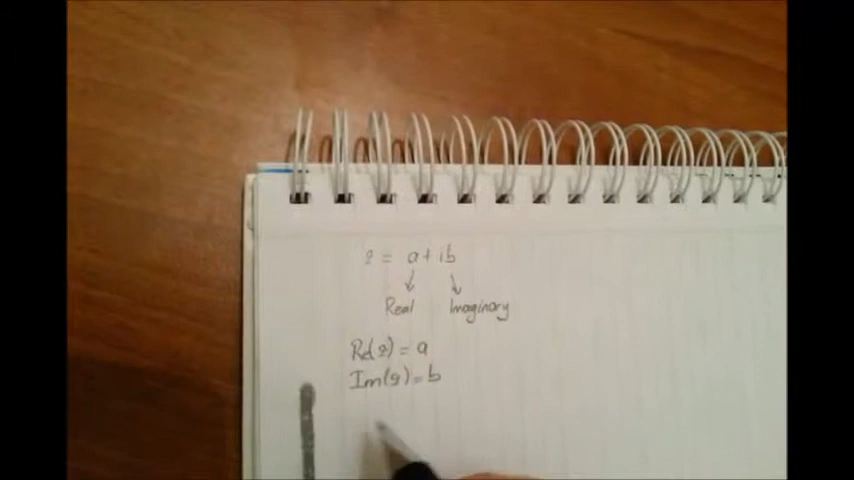 z = a + ib
Real Imaginary
Re(z) = a
Im(z) = b